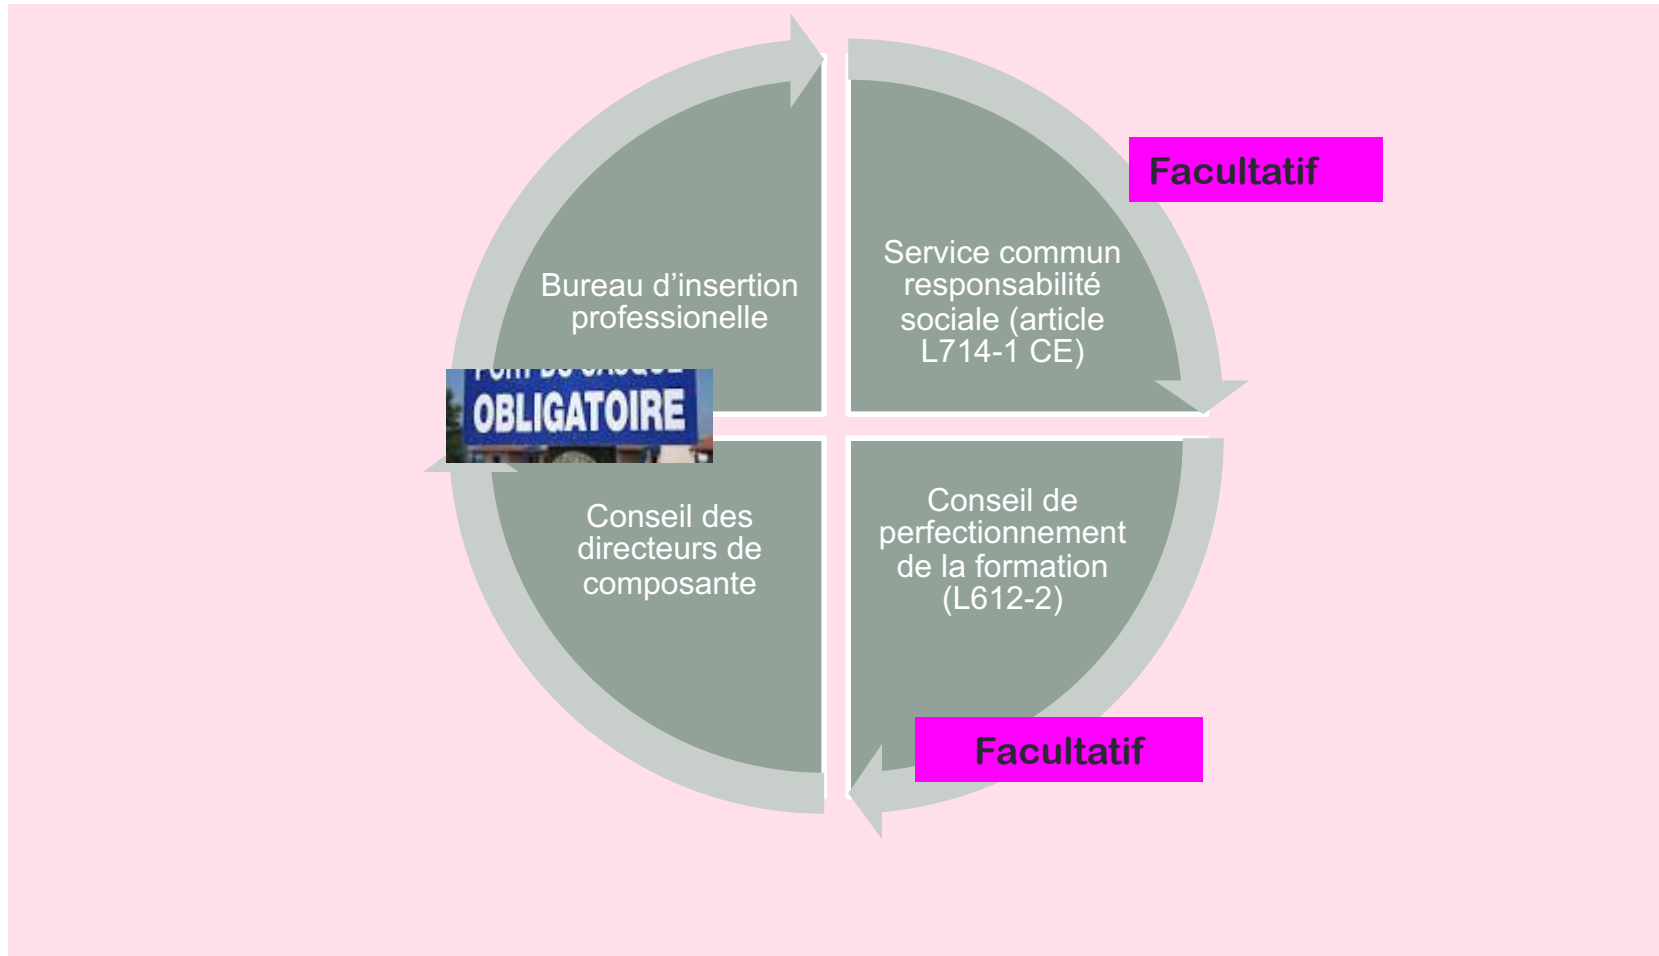 Facultatif
Bureau d’insertion
professionelle
Service commun
responsabilité
sociale (article
L714-1 CE)
OBLIGATOIRE
Conseil des
directeurs de
composante
Conseil de
perfectionnement
de la formation
(L612-2)
Facultatif